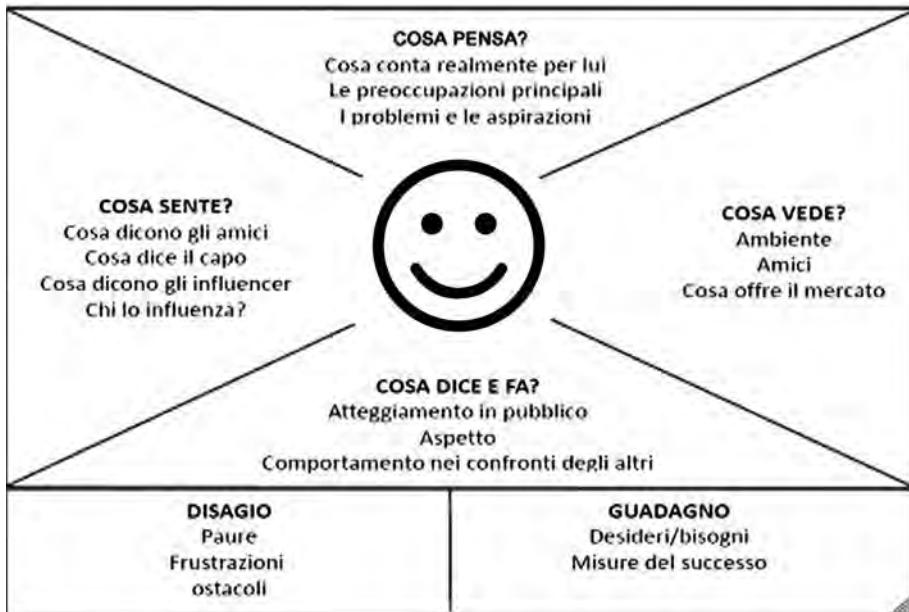 COSA PENSA?
Cosa conta realmente per lui
Le preoccupazioni principali
I problemi e le aspirazioni
COSA SENTE?
Cosa dicono gli amici
Cosa dice il capo
Cosa dicono gli influencer
Chi lo influenza?
COSA VEDE?
Ambiente
Amici
Cosa offre il mercato
COSA DICE E FA?
Atteggiamento in pubblico
Aspetto
Comportamento nei confronti degli altri
DISAGIO
Paure
Frustrazioni
ostacoli
GUADAGNO
Desideri/bisogni
Misure del successo